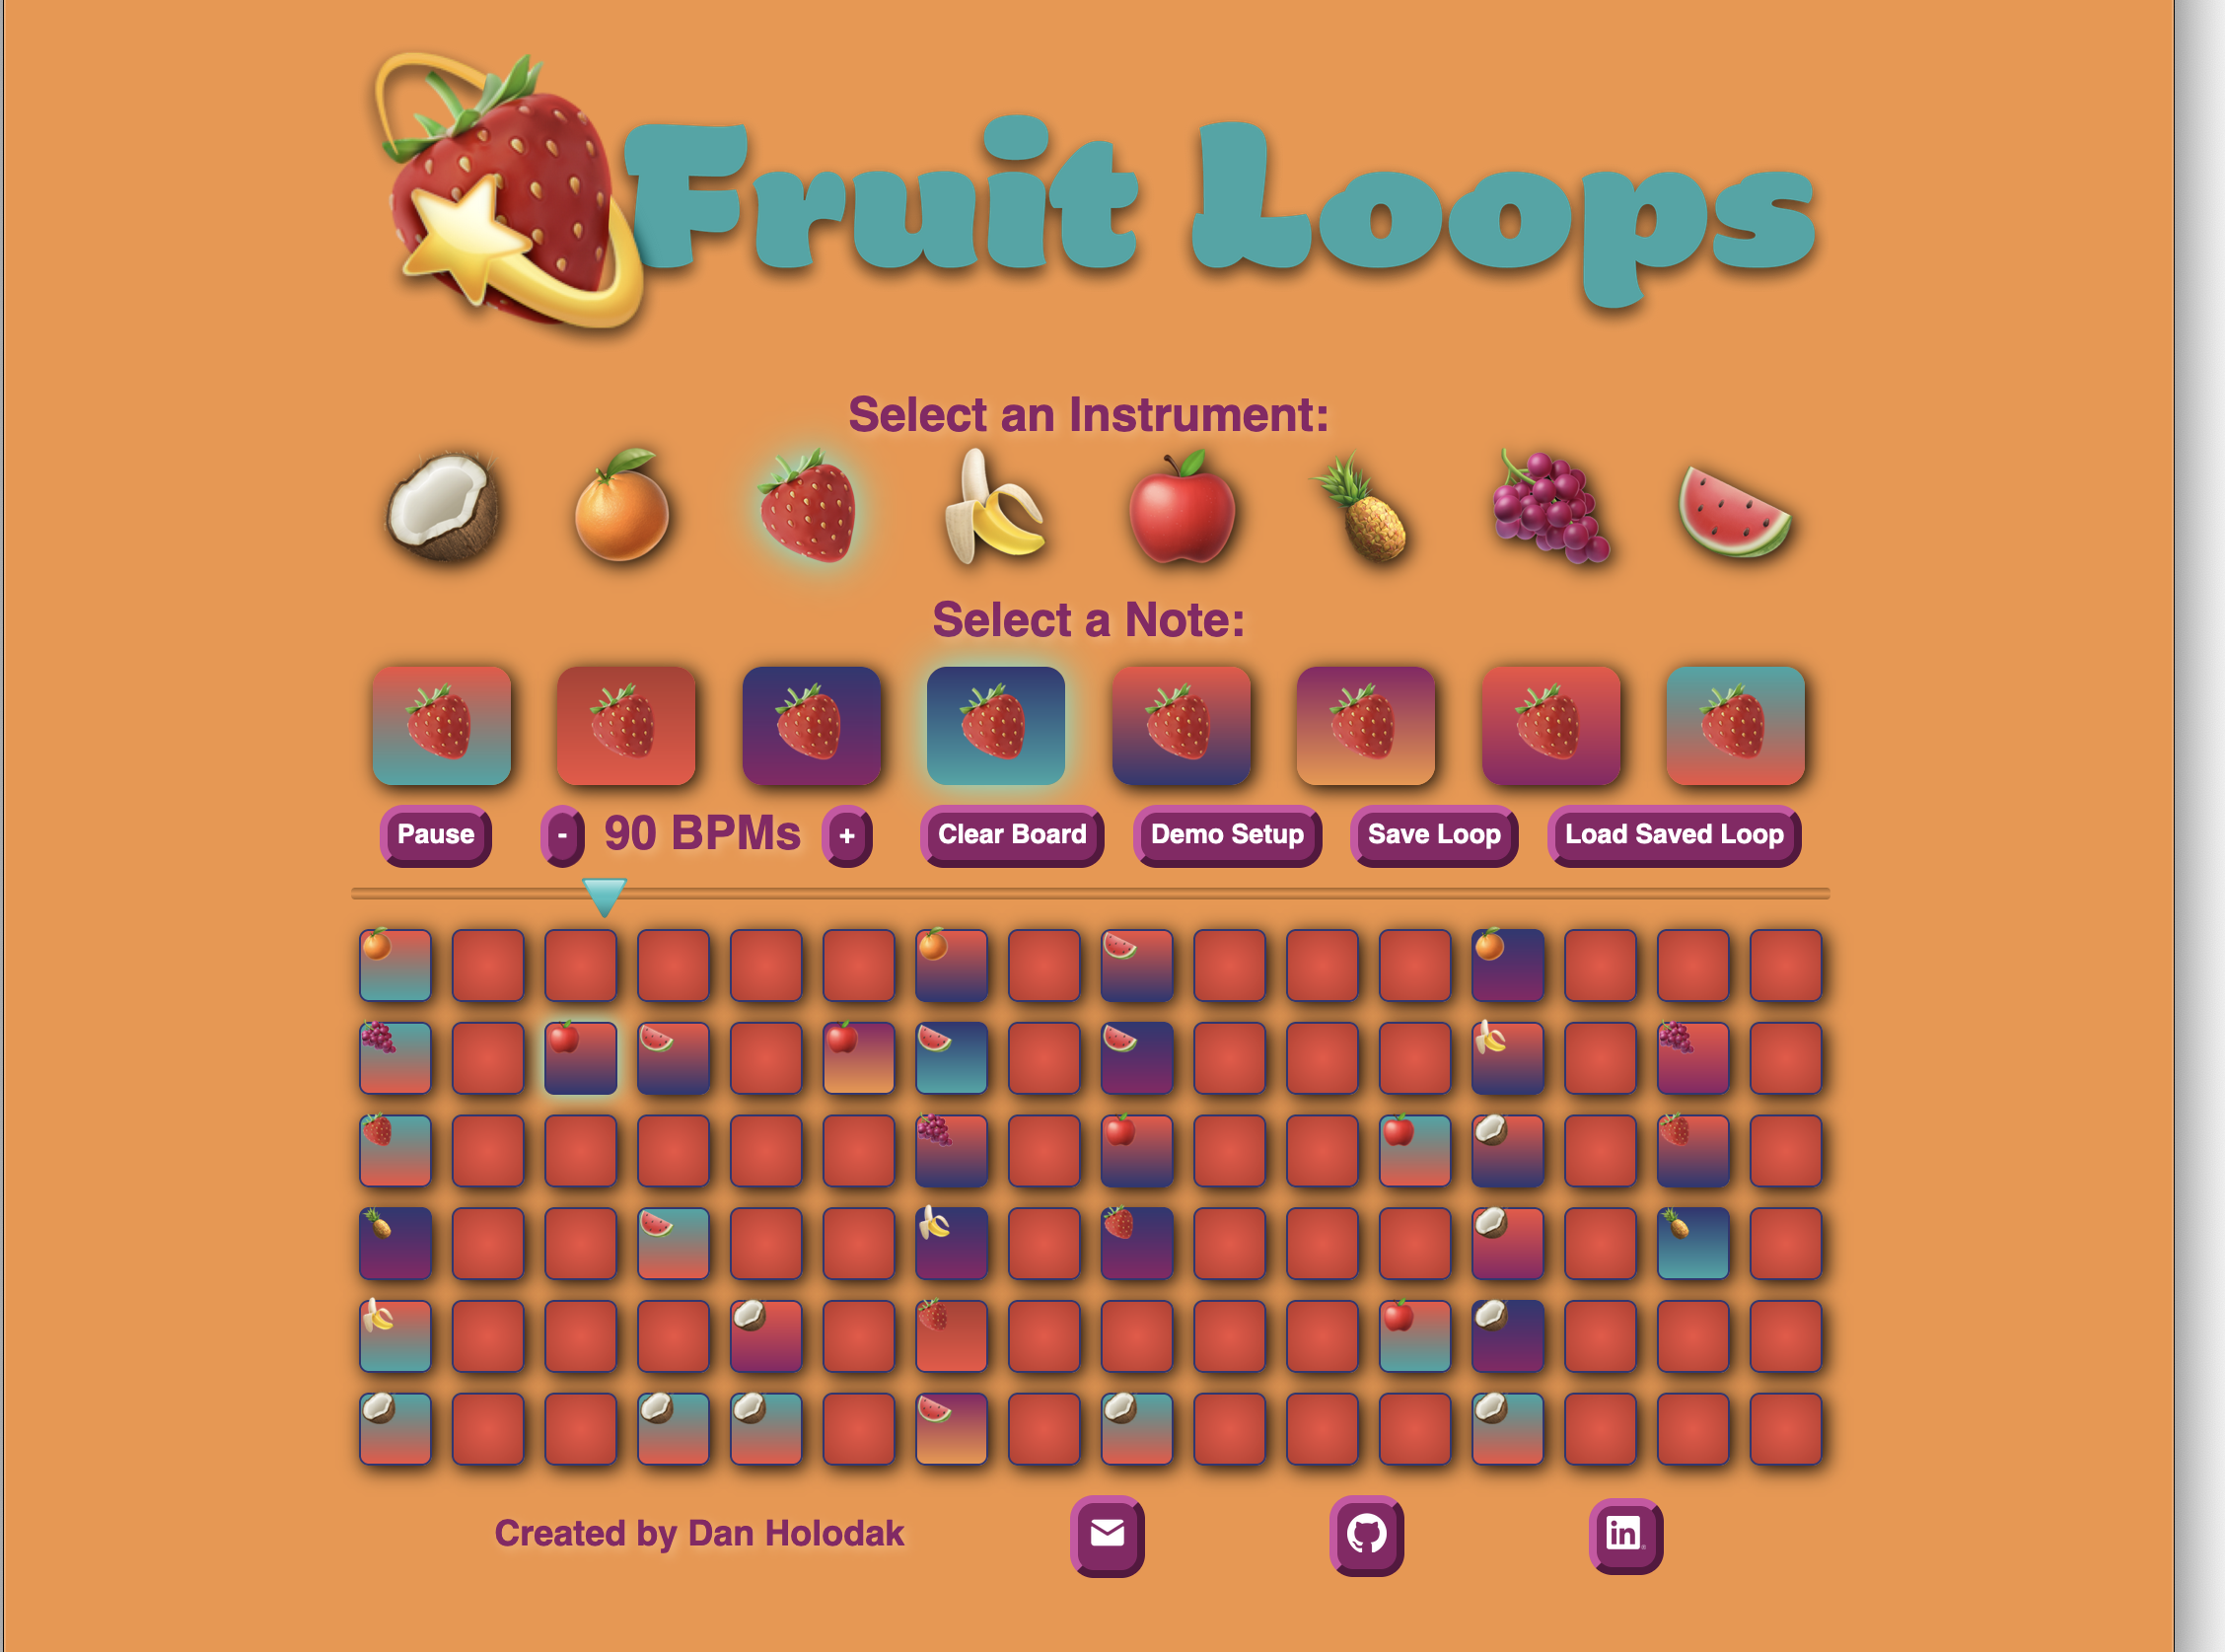 Fruit Loops
Select an Instrument:
Select a Note:
Pause - 90 BPMs + Clear Board Demo Setup Save Loop Load Saved Loop
Created by Dan Holodak in